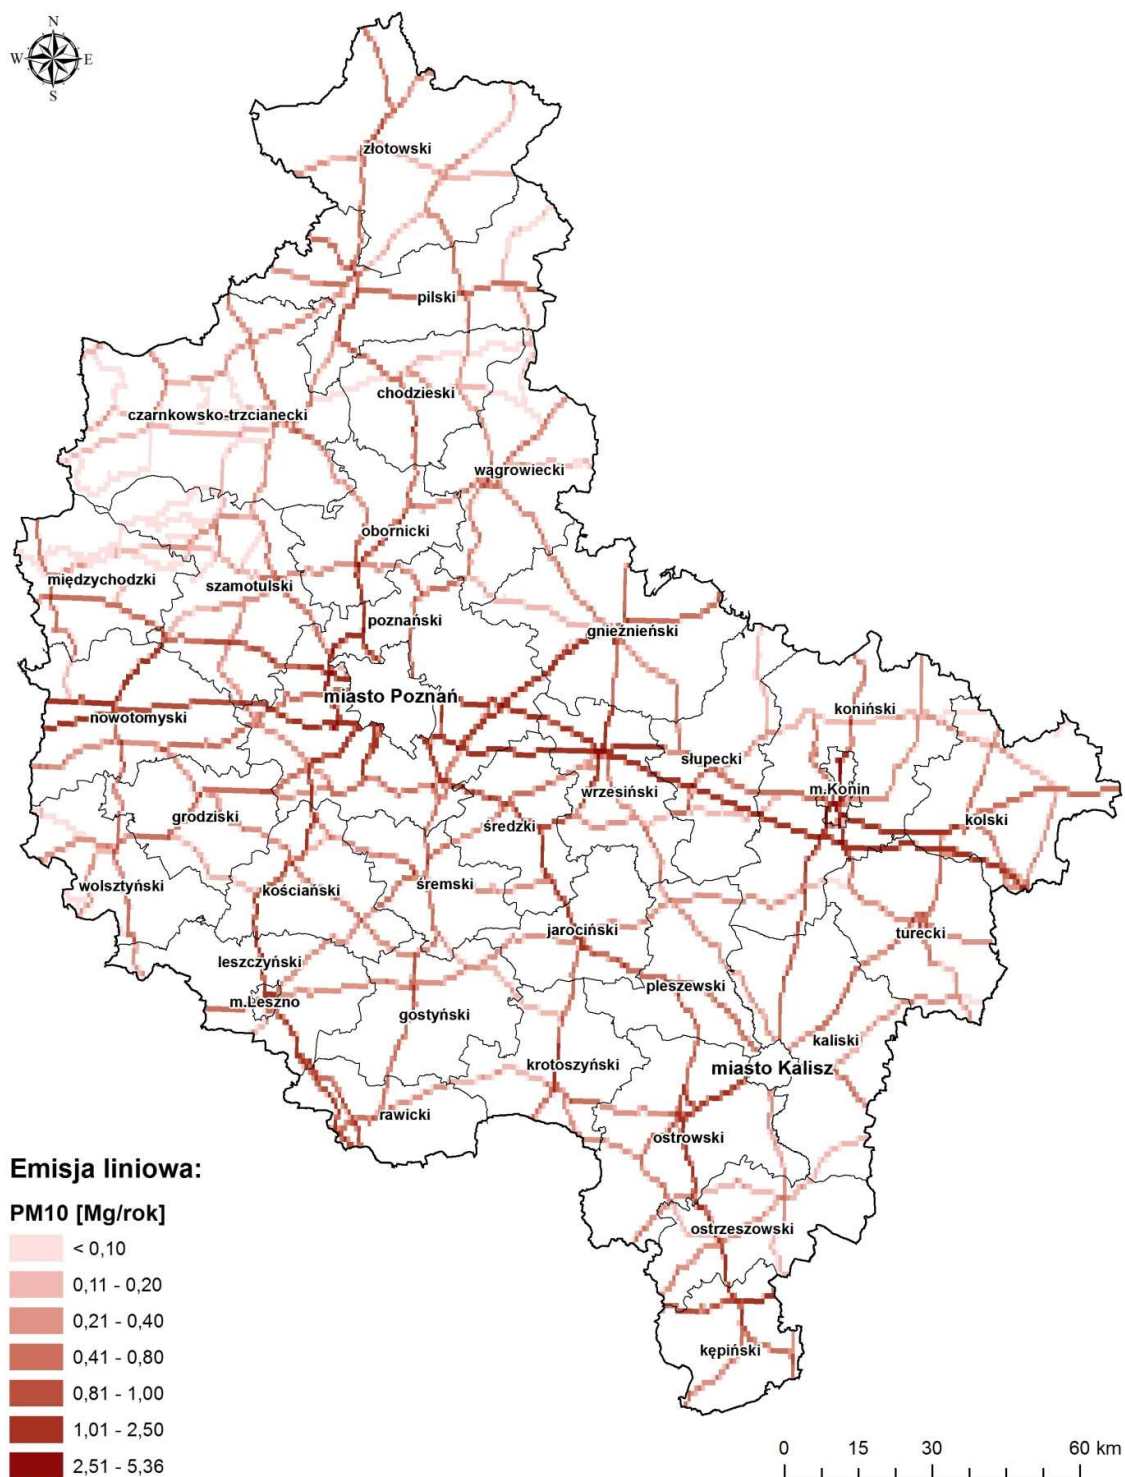 N
W E
S
złotowski
pilski
chodzieski
czarnkowsko-trzcianecki
wągrowiecki
obornicki
międzychodzki
szamotulski
poznański
gnieźnieński
miasto Poznań
nowotomyski
koniński
słupecki
m.Konin
wrzesiński
grodziski
średzki
kolski
wolsztyński
kościański
śremski
jarociński
turecki
leszczyński
pleszewski
m.Leszno
gostyński
kaliski
krotoszyński
miasto Kalisz
rawicki
ostrowski
ostrzeszowski
kępiński
Emisja liniowa:
PM10 [Mg/rok]
< 0,10
0,11 - 0,20
0,21 - 0,40
0,41 - 0,80
0,81 - 1,00
1,01 - 2,50
2,51 - 5,36
0 15 30 60 km